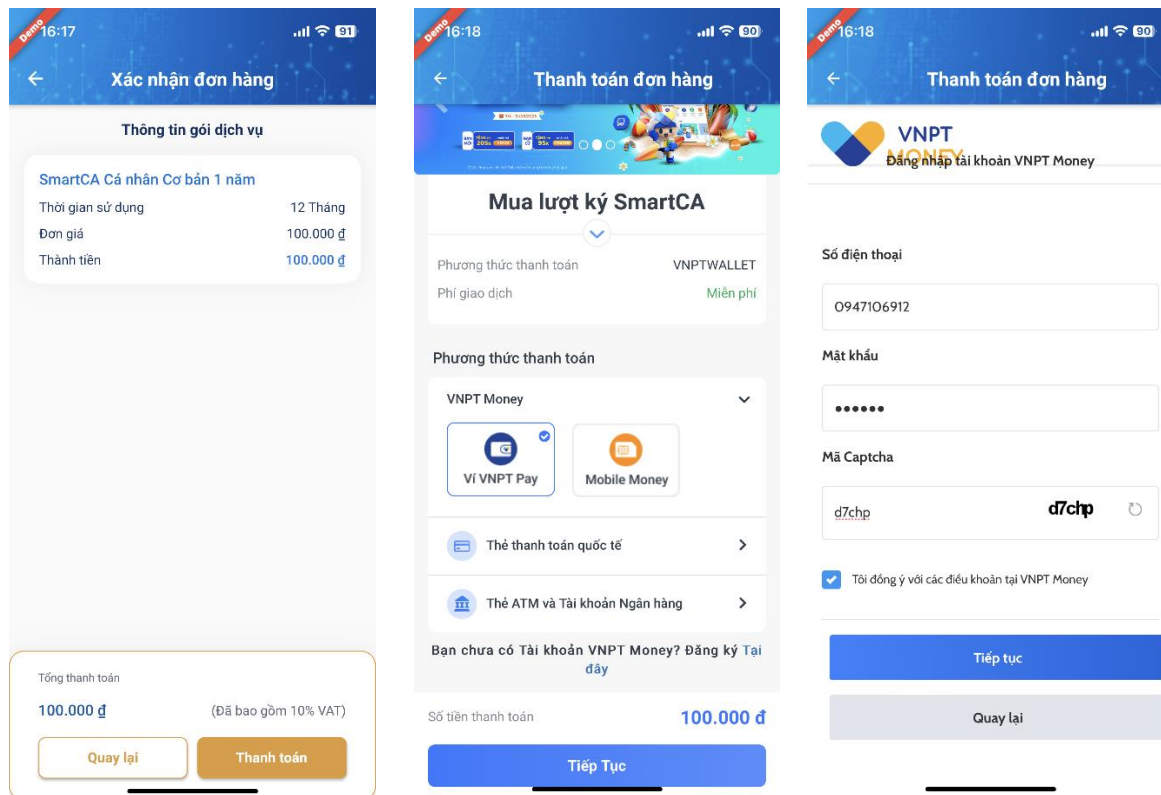 Demo
16:17
91
Xác nhận đơn hàng
Thông tin gói dịch vụ
SmartCA Cá nhân Cơ bản 1 năm
Thời gian sử dụng 12 Tháng
Đơn giá 100.000 ₫
Thành tiền 100.000 ₫
Tổng thanh toán
100.000 ₫ (Đã bao gồm 10% VAT)
Quay lại Thanh toán
Demo
16:18
90
Thanh toán đơn hàng
Mua lượt ký SmartCA
Phương thức thanh toán VNPTWALLET
Phí giao dịch Miễn phí
Phương thức thanh toán
VNPT Money
Ví VNPT Pay Mobile Money
Thẻ thanh toán quốc tế
Thẻ ATM và Tài khoản Ngân hàng
Bạn chưa có Tài khoản VNPT Money? Đăng ký Tại
đây
Số tiền thanh toán 100.000 đ
Tiếp Tục
Demo
16:18
90
Thanh toán đơn hàng
VNPT
MONEY
Đăng nhập tài khoản VNPT Money
Số điện thoại
0947106912
Mật khẩu
••••••
Mã Captcha
d7chp d7chp
Tôi đồng ý với các điều khoản tại VNPT Money
Tiếp tục
Quay lại